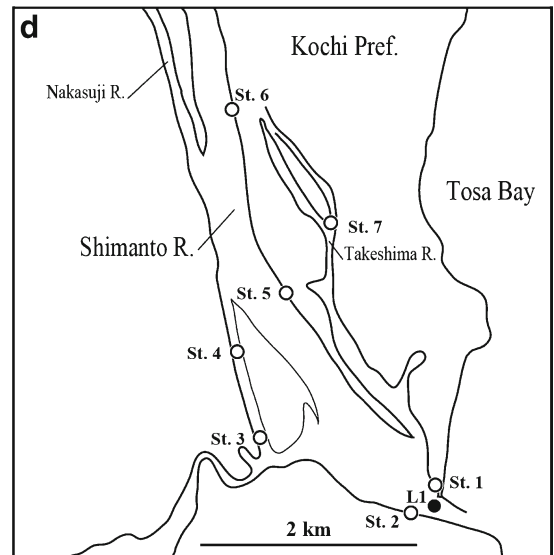 d
Kochi Pref.
Nakasuji R.
St. 6
Tosa Bay
St. 7
Shimanto R.
Takeshima R.
St. 5
St. 4
St. 3
St. 1
L1
St. 2
2 km